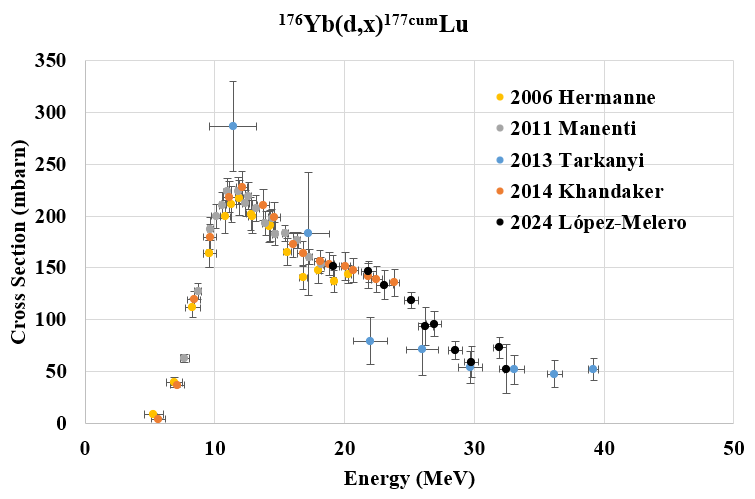 ¹⁷⁶Yb(d,x)¹⁷⁷ᶜᵘᵐLu
350
300
250
200
150
100
50
0
Cross Section (mbarn)
2006 Hermanne
2011 Manenti
2013 Tarkanyi
2014 Khandaker
2024 López-Melero
0 10 20 30 40 50
Energy (MeV)